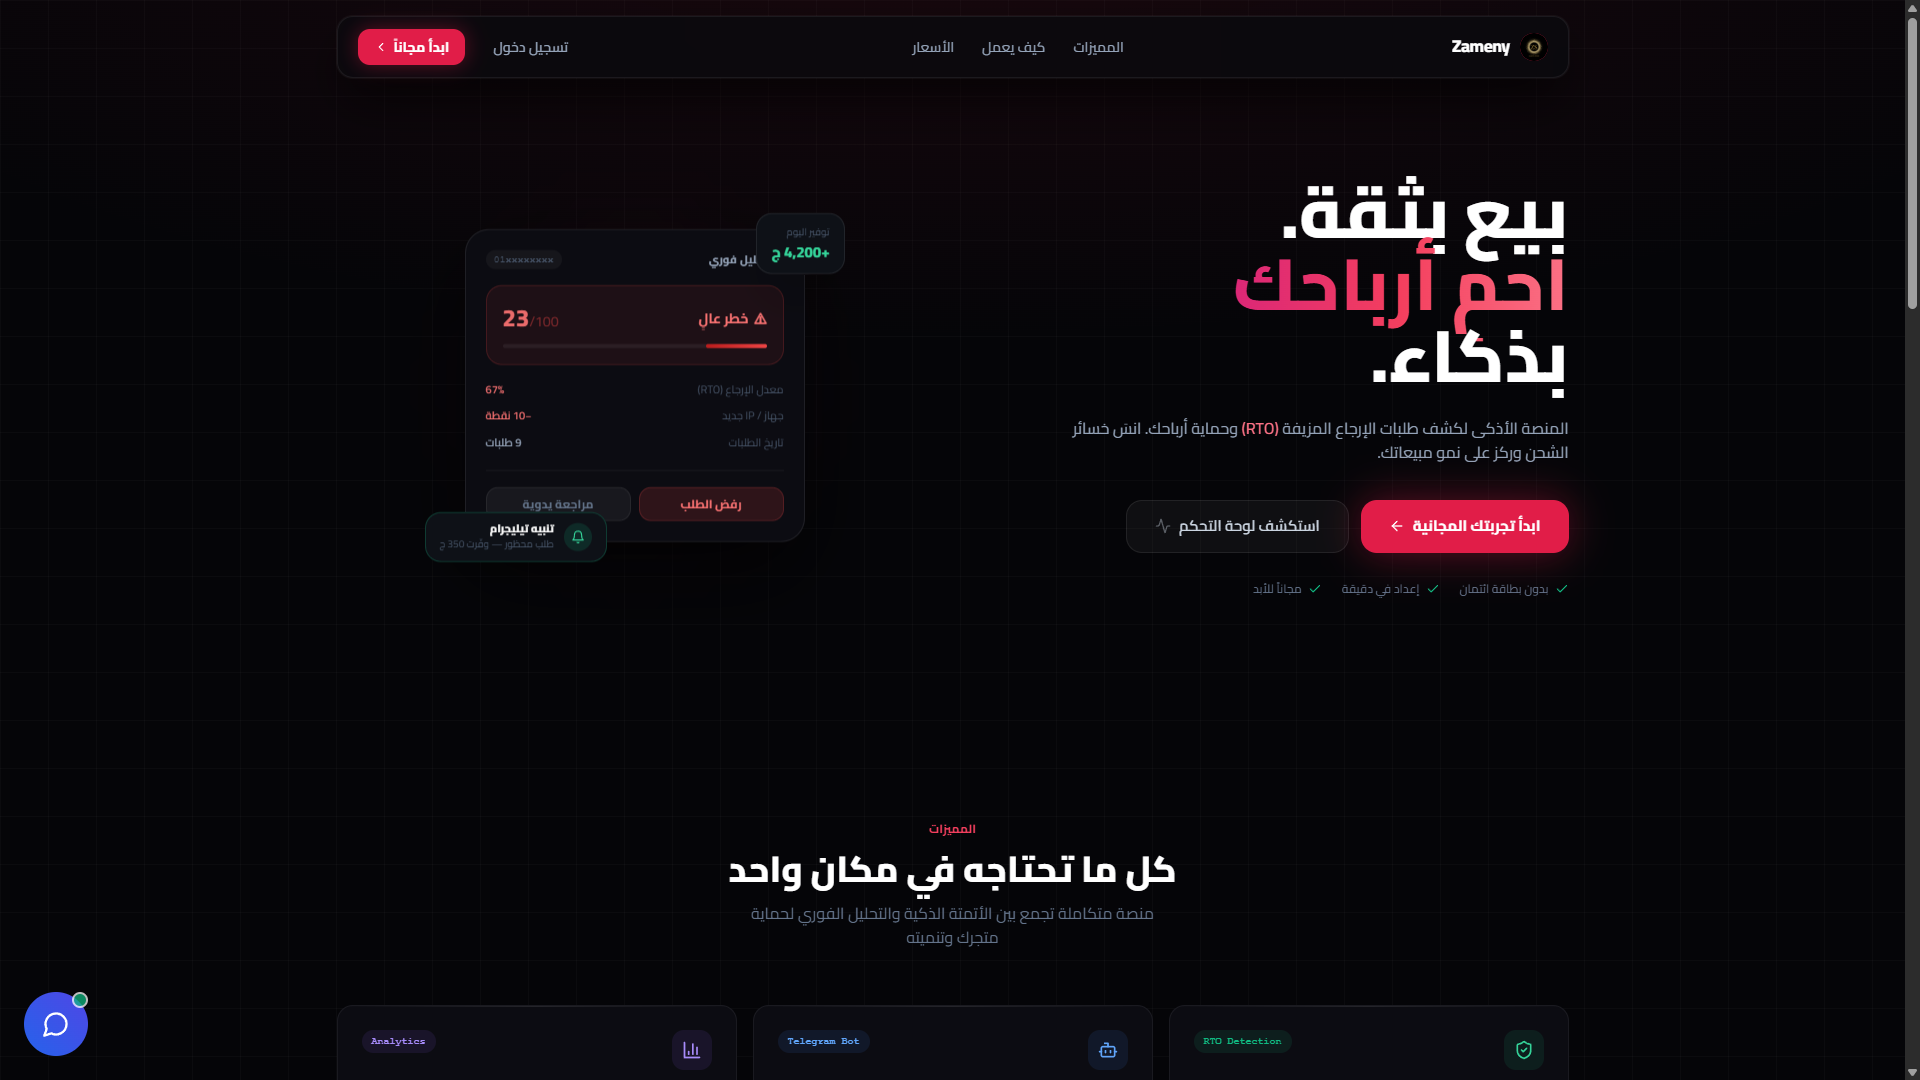 Zameny
المميزات
كيف يعمل
الأسعار
تسجيل دخول
ابدأ مجاناً
بيع بثقة.
احمِ أرباحك
بذكاء.
المنصة الأذكى لكشف طلبات الإرجاع المزيفة (RTO) وحماية أرباحك. انسَ خسائر
الشحن وركز على نمو مبيعاتك.
ابدأ تجربتك المجانية
استكشف لوحة التحكم
بدون بطاقة ائتمان
إعداد في دقيقة
مجاناً للأبد
توفير اليوم
+4,200 ج
ليل فوري
01xxxxxxxx
خطر عالٍ
23/100
معدل الإرجاع (RTO)
67%
جهاز / IP جديد
−10 نقطة
تاريخ الطلبات
9 طلبات
رفض الطلب
مراجعة يدوية
تنبيه تيليجرام
طلب محظور — وفّرت 350 ج
المميزات
كل ما تحتاجه في مكان واحد
منصة متكاملة تجمع بين الأتمتة الذكية والتحليل الفوري لحماية
متجرك وتنميته
RTO Detection
Telegram Bot
Analytics